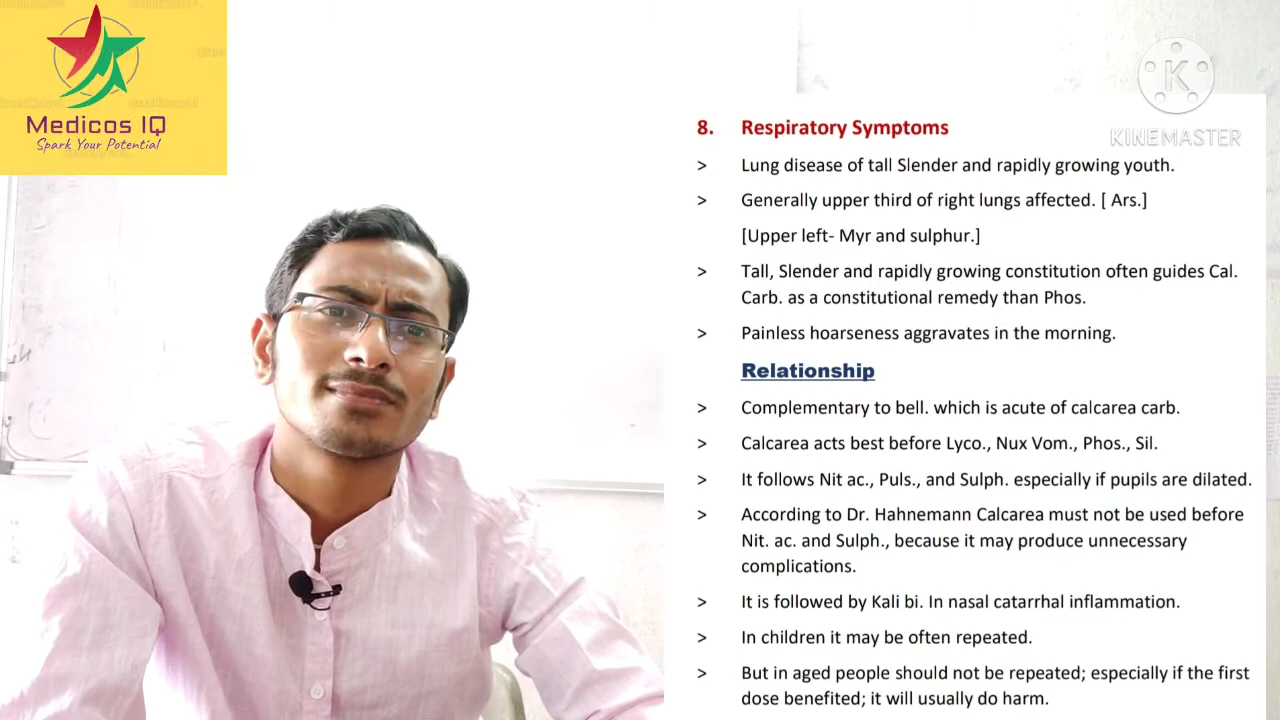 Medicos IQ
Spark Your Potential
K
KINEMASTER
8. Respiratory Symptoms
> Lung disease of tall Slender and rapidly growing youth.
> Generally upper third of right lungs affected. [ Ars.]
[Upper left- Myr and sulphur.]
> Tall, Slender and rapidly growing constitution often guides Cal.
Carb. as a constitutional remedy than Phos.
> Painless hoarseness aggravates in the morning.
Relationship
> Complementary to bell. which is acute of calcarea carb.
> Calcarea acts best before Lyco., Nux Vom., Phos., Sil.
> It follows Nit ac., Puls., and Sulph. especially if pupils are dilated.
> According to Dr. Hahnemann Calcarea must not be used before
Nit. ac. and Sulph., because it may produce unnecessary
complications.
> It is followed by Kali bi. In nasal catarrhal inflammation.
> In children it may be often repeated.
> But in aged people should not be repeated; especially if the first
dose benefited; it will usually do harm.